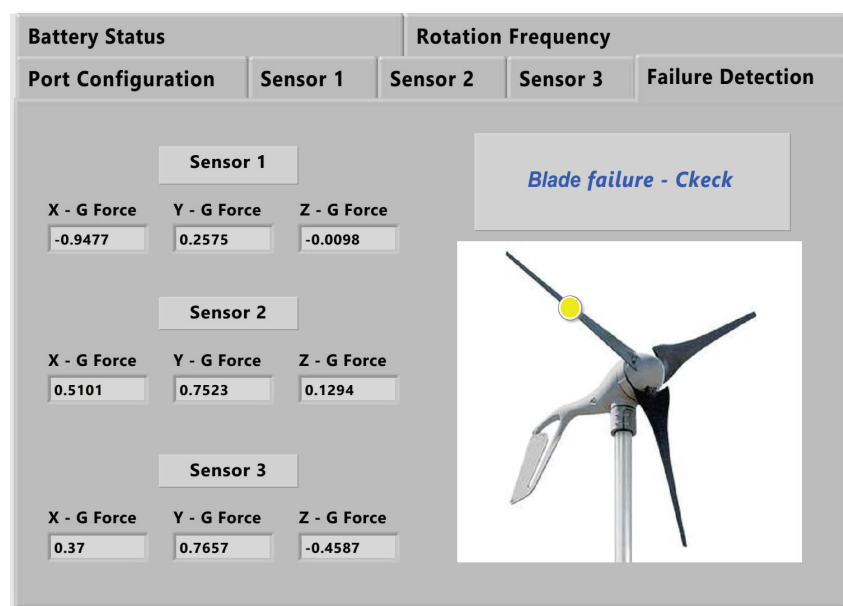 Battery Status
Rotation Frequency
Port Configuration
Sensor 1
Sensor 2
Sensor 3
Failure Detection
Sensor 1
X - G Force
Y - G Force
Z - G Force
-0.9477
0.2575
-0.0098
Sensor 2
X - G Force
Y - G Force
Z - G Force
0.5101
0.7523
0.1294
Sensor 3
X - G Force
Y - G Force
Z - G Force
0.37
0.7657
-0.4587
Blade failure - Ckeck